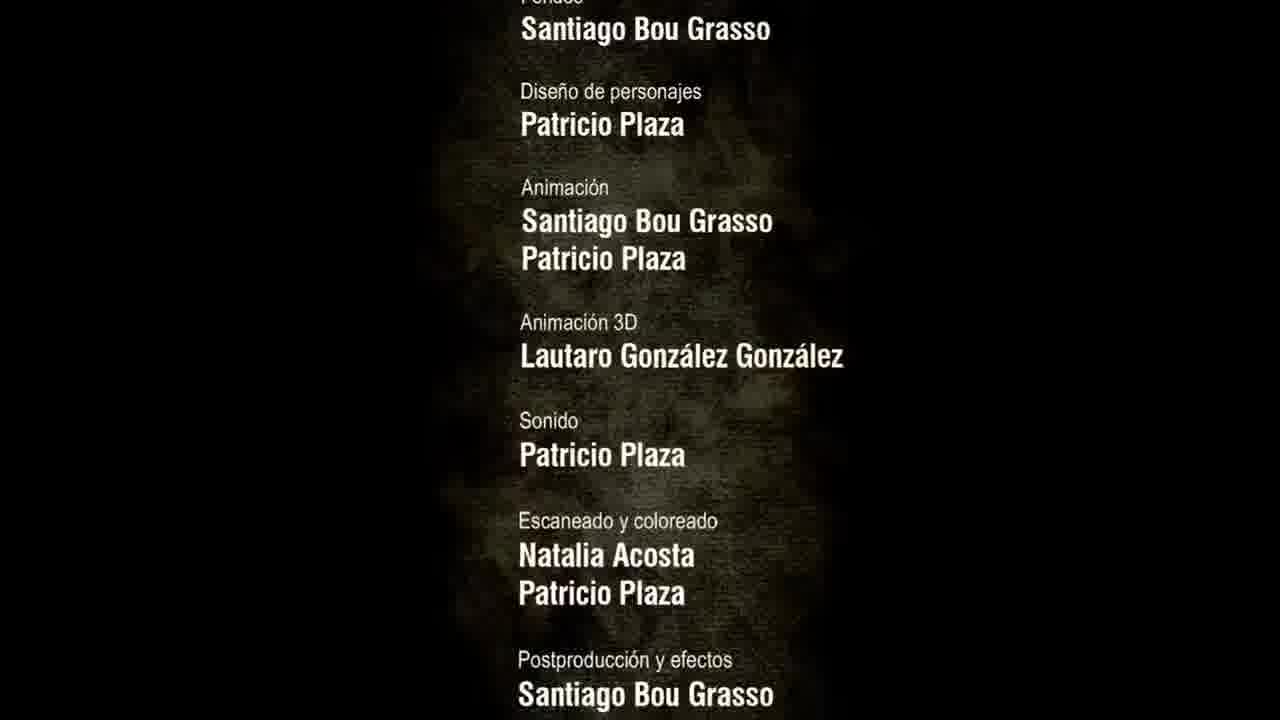 Santiago Bou Grasso
Diseño de personajes
Patricio Plaza
Animación
Santiago Bou Grasso
Patricio Plaza
Animación 3D
Lautaro González González
Sonido
Patricio Plaza
Escaneado y coloreado
Natalia Acosta
Patricio Plaza
Postproducción y efectos
Santiago Bou Grasso